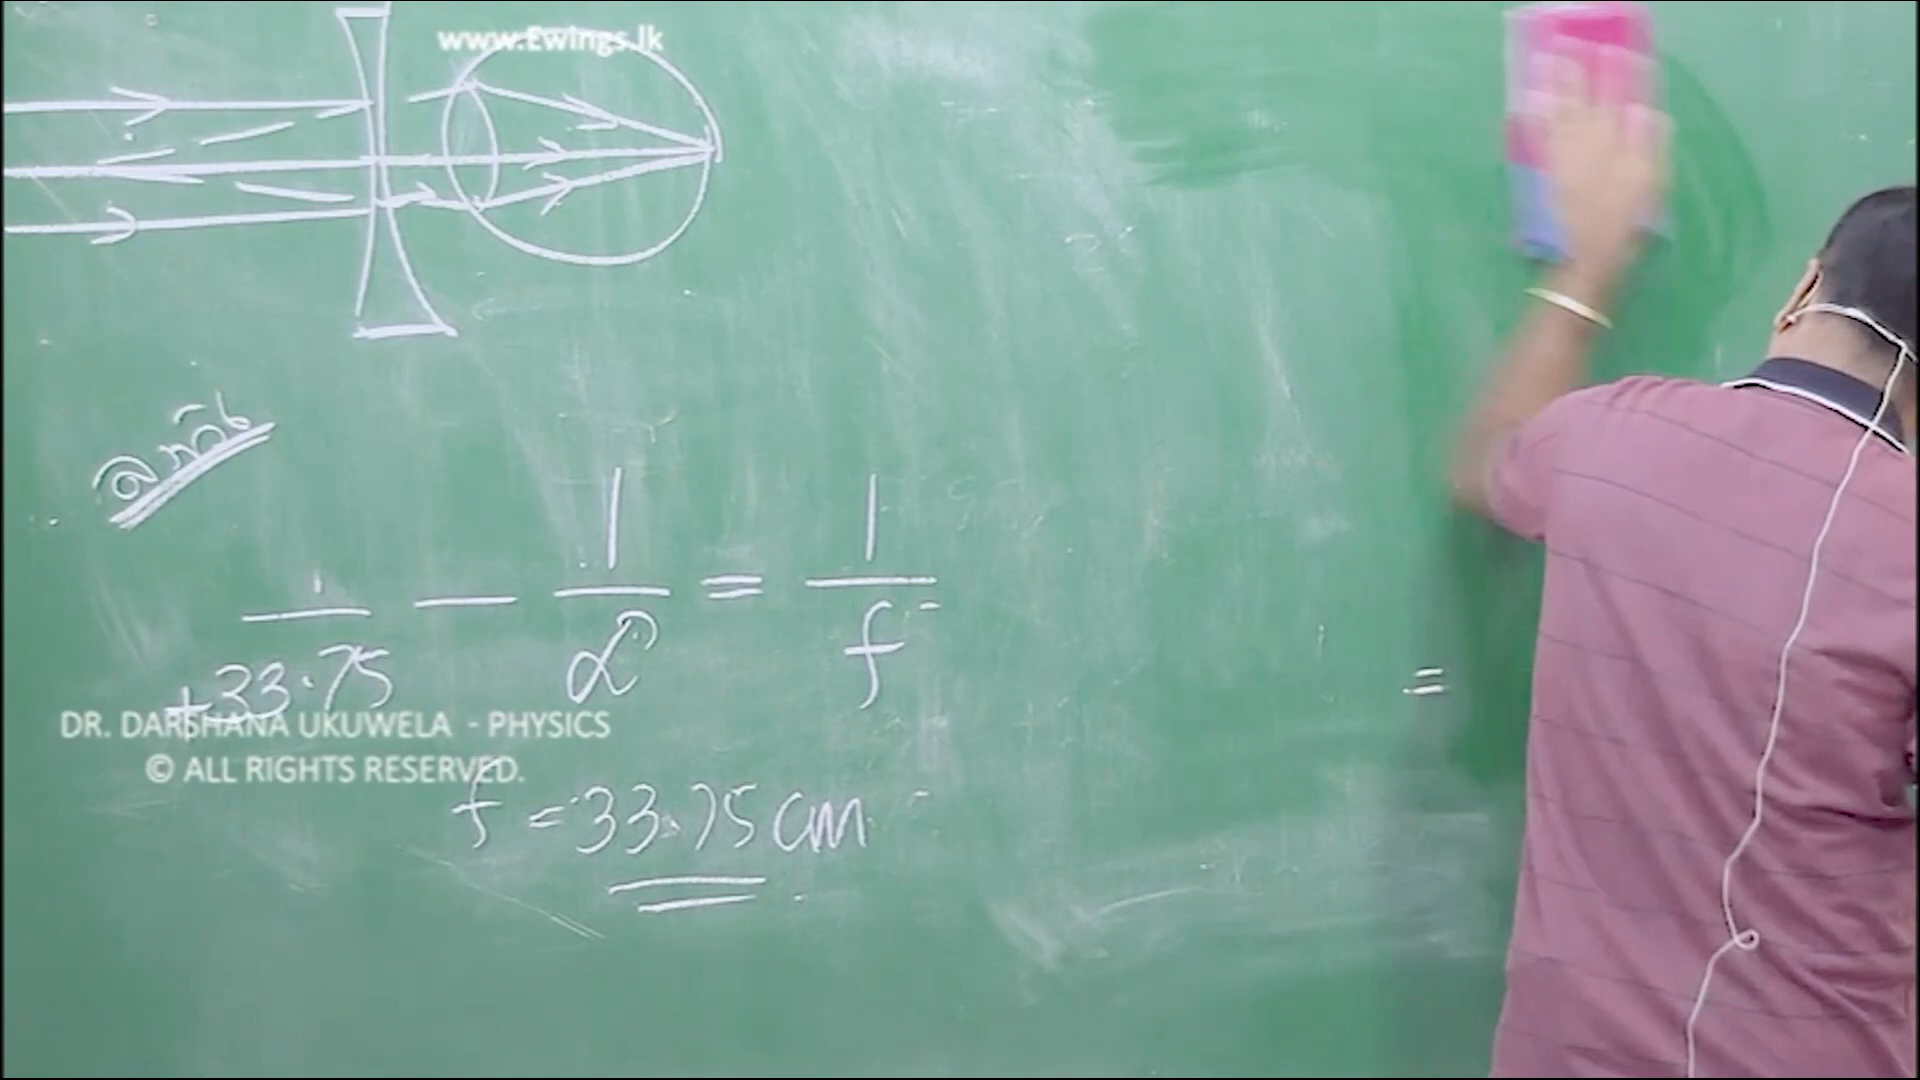 www.Ewings.lk
1/+33.75 — 1/α = 1/f
=
DR. DARSHANA UKUWELA - PHYSICS
© ALL RIGHTS RESERVED.
f = 33.75 cm